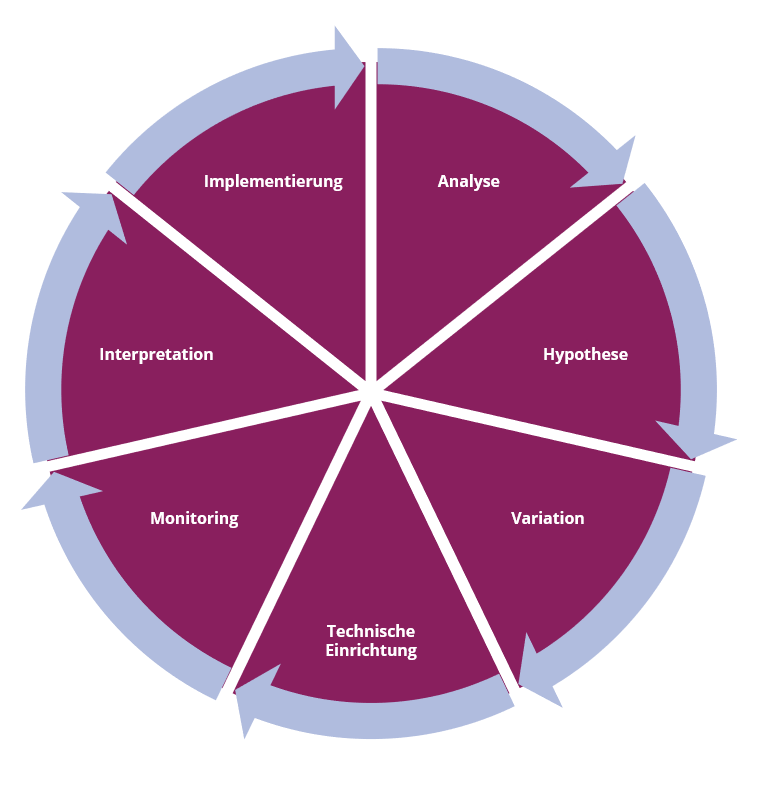 Implementierung
Analyse
Hypothese
Variation
Technische
Einrichtung
Monitoring
Interpretation